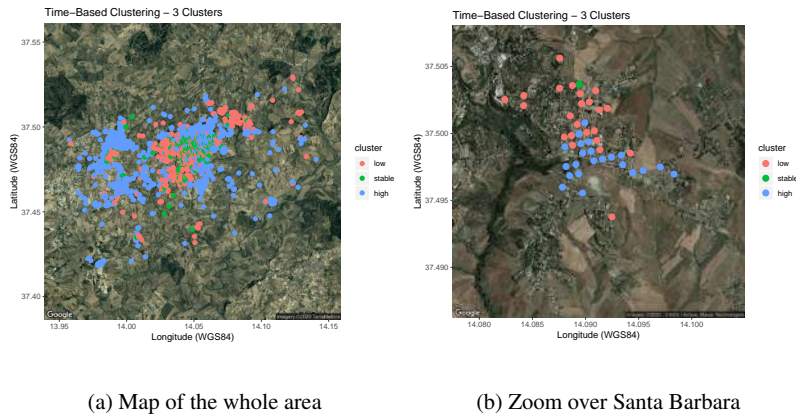 Time-Based Clustering − 3 Clusters
37.55
37.50
37.45
37.40
Latitude (WGS84)
13.95
14.00
14.05
14.10
14.15
Longitude (WGS84)
cluster
low
stable
high
Google
Imagery ©2020 TerraMetrics
(a) Map of the whole area
Time-Based Clustering − 3 Clusters
37.505
37.500
37.495
37.490
Latitude (WGS84)
14.080
14.085
14.090
14.095
14.100
Longitude (WGS84)
cluster
low
stable
high
Google
(b) Zoom over Santa Barbara